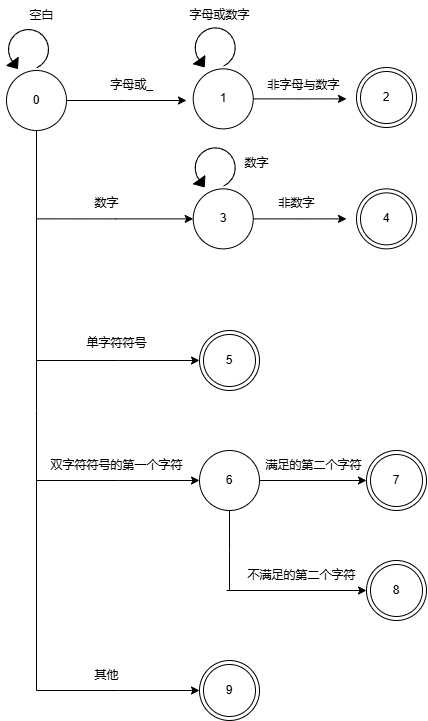 空白
字母或数字
0
字母或_
1
非字母与数字
2
数字
数字
3
非数字
4
单字符符号
5
双字符符号的第一个字符
6
满足的第二个字符
7
不满足的第二个字符
8
其他
9